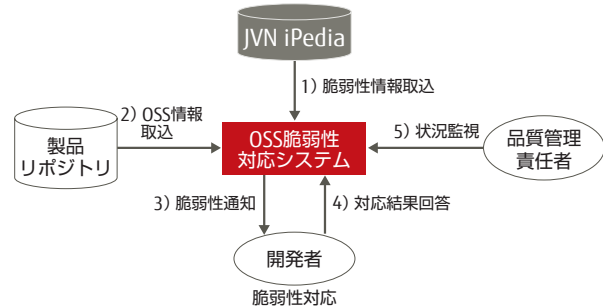 JVN iPedia
1）脆弱性情報取込
2）OSS情報
取込
製品
リポジトリ
OSS脆弱性
対応システム
5）状況監視
品質管理
責任者
3）脆弱性通知
4）対応結果回答
開発者
脆弱性対応